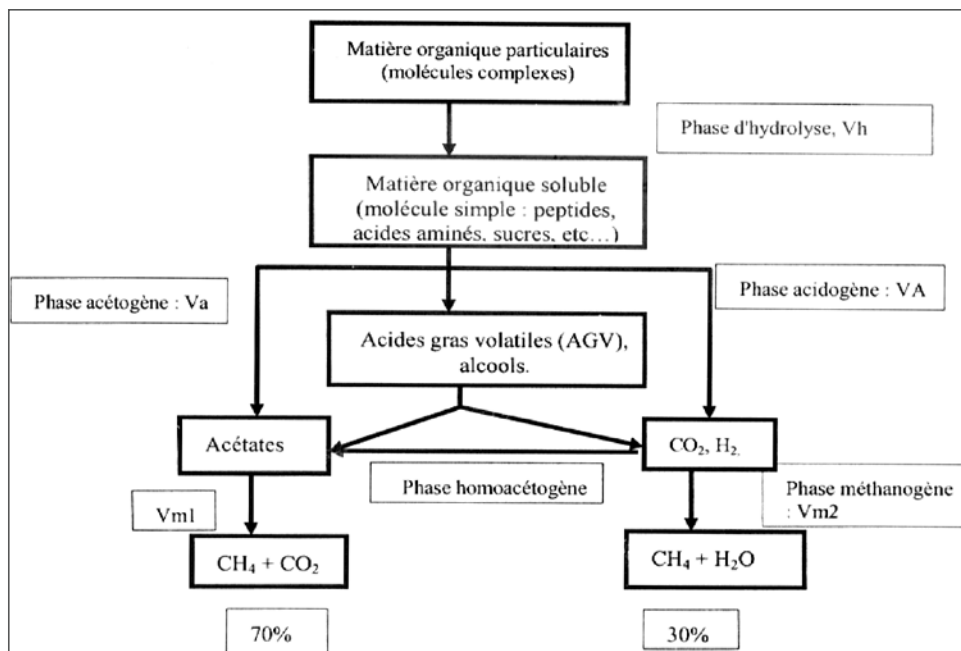 Matière organique particulaires
(molécules complexes)
Phase d'hydrolyse, Vh
Matière organique soluble
(molécule simple : peptides,
acides aminés, sucres, etc…)
Phase acétogène : Va
Phase acidogène : VA
Acides gras volatiles (AGV),
alcools.
Acétates
CO₂, H₂.
Phase homoacétogène
Vm1
Phase méthanogène
: Vm2
CH₄ + CO₂
CH₄ + H₂O
70%
30%